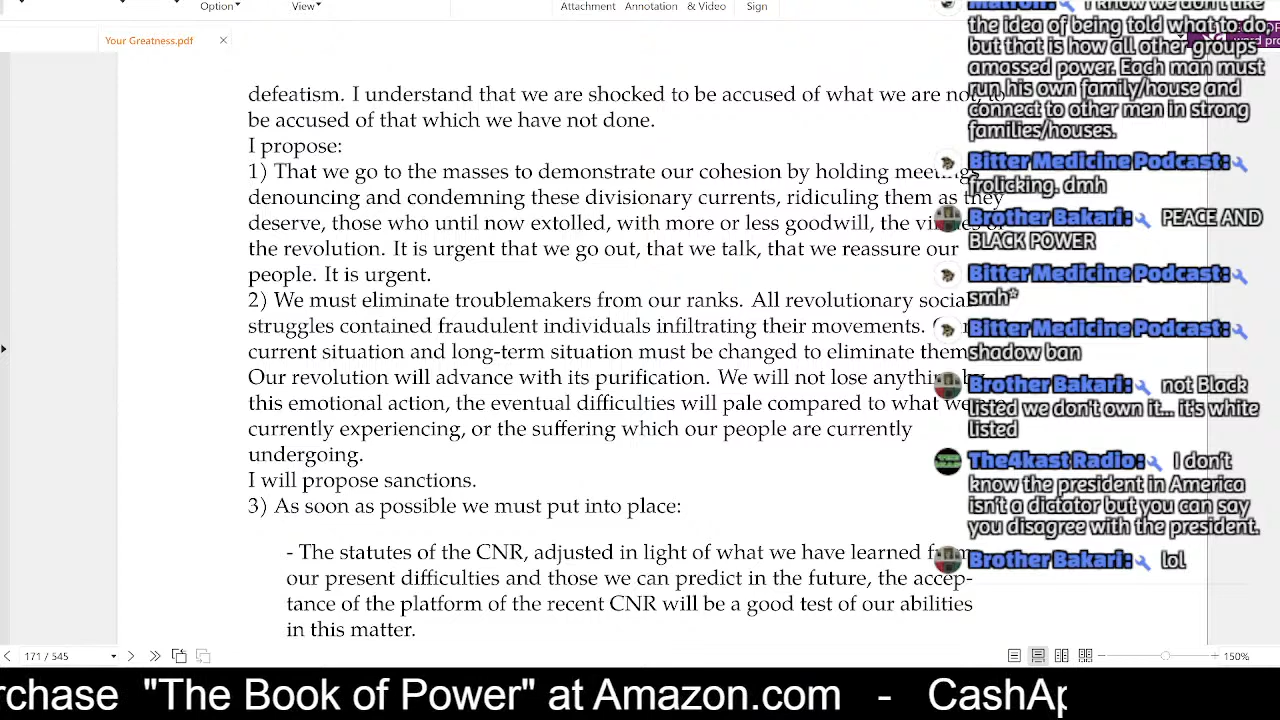 Option
View
Attachment
Annotation
& Video
Sign
Your Greatness.pdf
defeatism. I understand that we are shocked to be accused of what we are not, to
be accused of that which we have not done.
I propose:
1) That we go to the masses to demonstrate our cohesion by holding meetings
denouncing and condemning these divisionary currents, ridiculing them as they
deserve, those who until now extolled, with more or less goodwill, the virtues of
the revolution. It is urgent that we go out, that we talk, that we reassure our
people. It is urgent.
2) We must eliminate troublemakers from our ranks. All revolutionary social
struggles contained fraudulent individuals infiltrating their movements.
current situation and long-term situation must be changed to eliminate them.
Our revolution will advance with its purification. We will not lose anything by
this emotional action, the eventual difficulties will pale compared to what we are
currently experiencing, or the suffering which our people are currently
undergoing.
I will propose sanctions.
3) As soon as possible we must put into place:
- The statutes of the CNR, adjusted in light of what we have learned from
our present difficulties and those we can predict in the future, the accep-
tance of the platform of the recent CNR will be a good test of our abilities
in this matter.
I know we don't like
the idea of being told what to do,
but that is how all other groups
amassed power. Each man must
run his own family/house and
connect to other men in strong
families/houses.
Bitter Medicine Podcast:
frolicking. dmh
Brother Bakari: PEACE AND
BLACK POWER
Bitter Medicine Podcast:
smh*
Bitter Medicine Podcast:
shadow ban
Brother Bakari: not Black
listed we don't own it... it's white
listed
The4kast Radio: I don't
know the president in America
isn't a dictator but you can say
you disagree with the president.
Brother Bakari: lol
171 / 545
150%
rchase "The Book of Power" at Amazon.com - CashAp